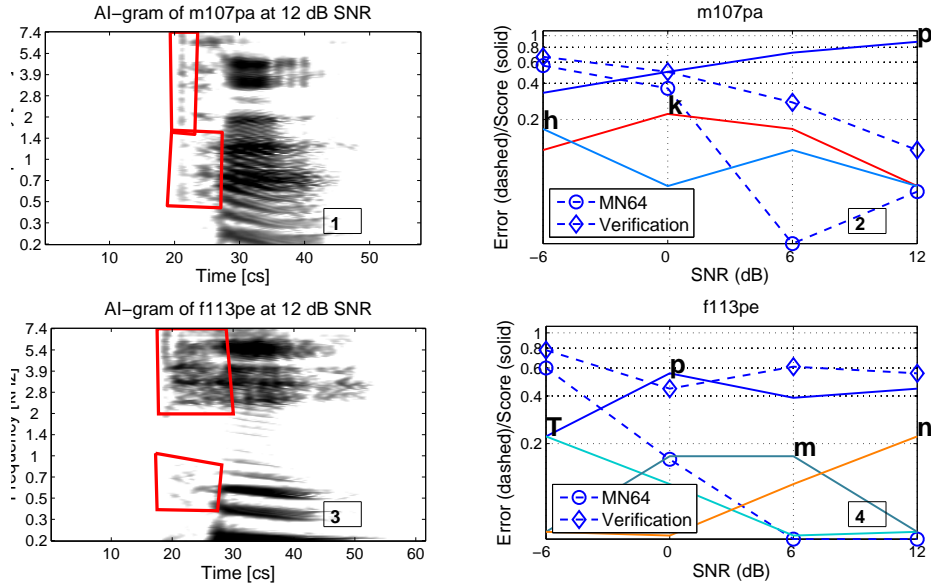 AI-gram of m107pa at 12 dB SNR
7.4
5.4
3.9
2.8
2
1.4
1
0.7
0.5
0.3
0.2
10 20 30 40 50
Time [cs]
1
m107pa
Error (dashed)/Score (solid)
1
0.8
0.6
0.4
0.2
p
k
h
MN64
Verification
2
-6 0 6 12
SNR (dB)
AI-gram of f113pe at 12 dB SNR
7.4
5.4
3.9
2.8
2
1.4
1
0.7
0.5
0.3
0.2
10 20 30 40 50 60
Time [cs]
3
f113pe
Error (dashed)/Score (solid)
1
0.8
0.6
0.4
0.2
p
T
m
n
MN64
Verification
4
-6 0 6 12
SNR (dB)